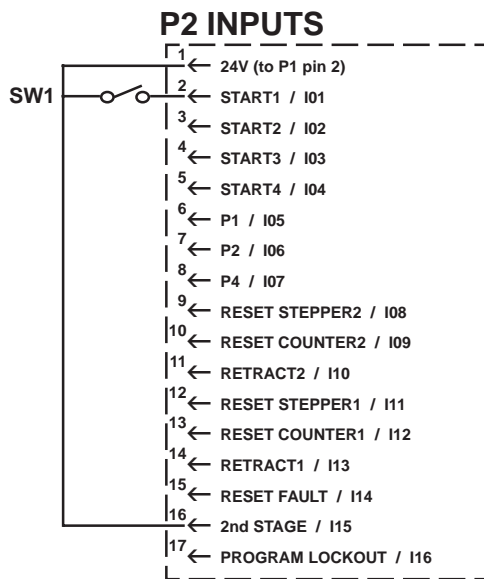 P2 INPUTS
1 24V (to P1 pin 2)
SW1
2 START1 / I01
3 START2 / I02
4 START3 / I03
5 START4 / I04
6 P1 / I05
7 P2 / I06
8 P4 / I07
9 RESET STEPPER2 / I08
10 RESET COUNTER2 / I09
11 RETRACT2 / I10
12 RESET STEPPER1 / I11
13 RESET COUNTER1 / I12
14 RETRACT1 / I13
15 RESET FAULT / I14
16 2nd STAGE / I15
17 PROGRAM LOCKOUT / I16